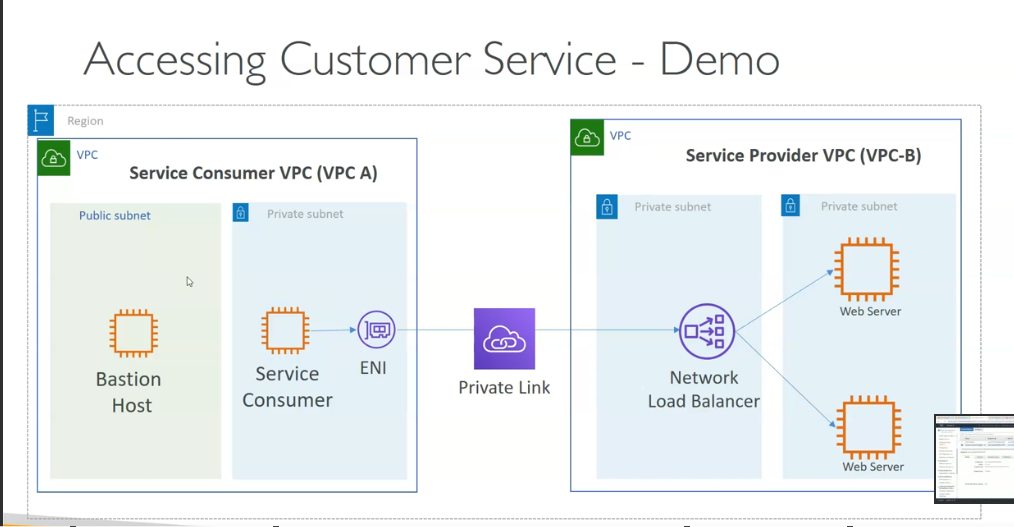 Accessing Customer Service - Demo
Region
VPC
Service Consumer VPC (VPC A)
Public subnet
Private subnet
Bastion
Host
Service
Consumer
ENI
Private Link
VPC
Service Provider VPC (VPC-B)
Private subnet
Private subnet
Network
Load Balancer
Web Server
Web Server